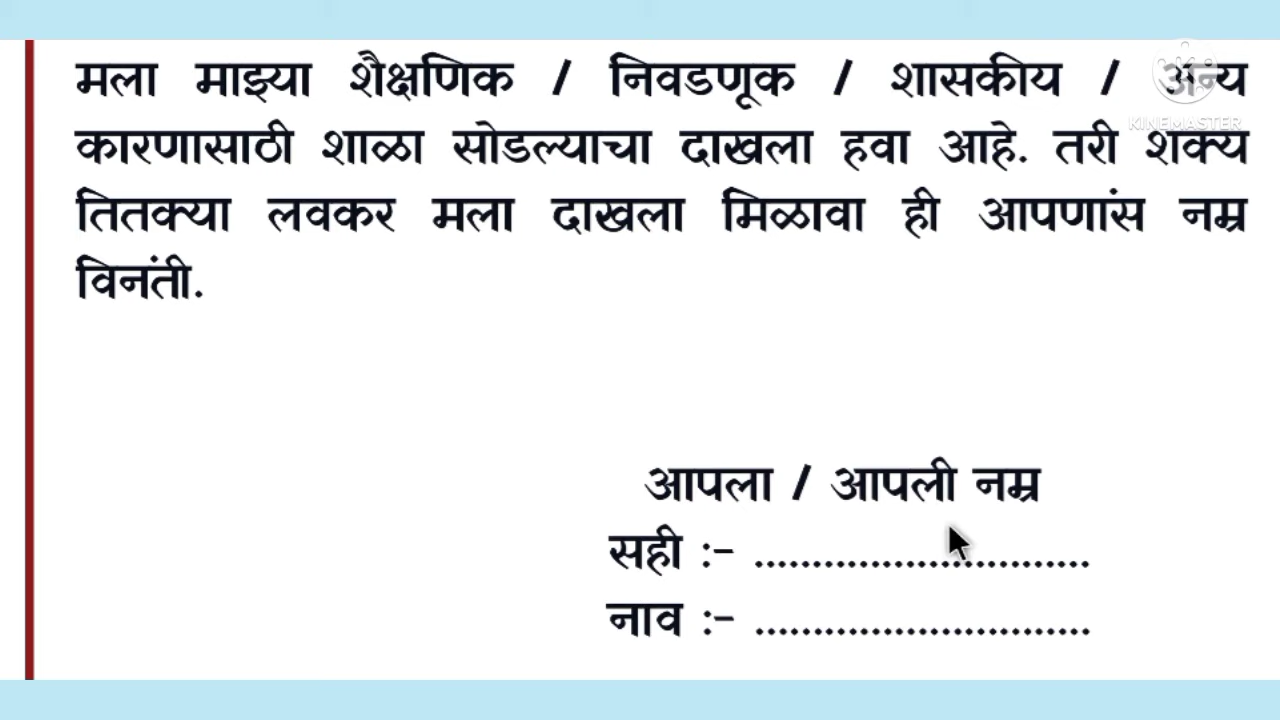 मला माझ्या शैक्षणिक / निवडणूक / शासकीय / अन्य
कारणासाठी शाळा सोडल्याचा दाखला हवा आहे. तरी शक्य
तितक्या लवकर मला दाखला मिळावा ही आपणांस नम्र
विनंती.
आपला / आपली नम्र
सही :- .............................
नाव :- .............................
KINEMASTER